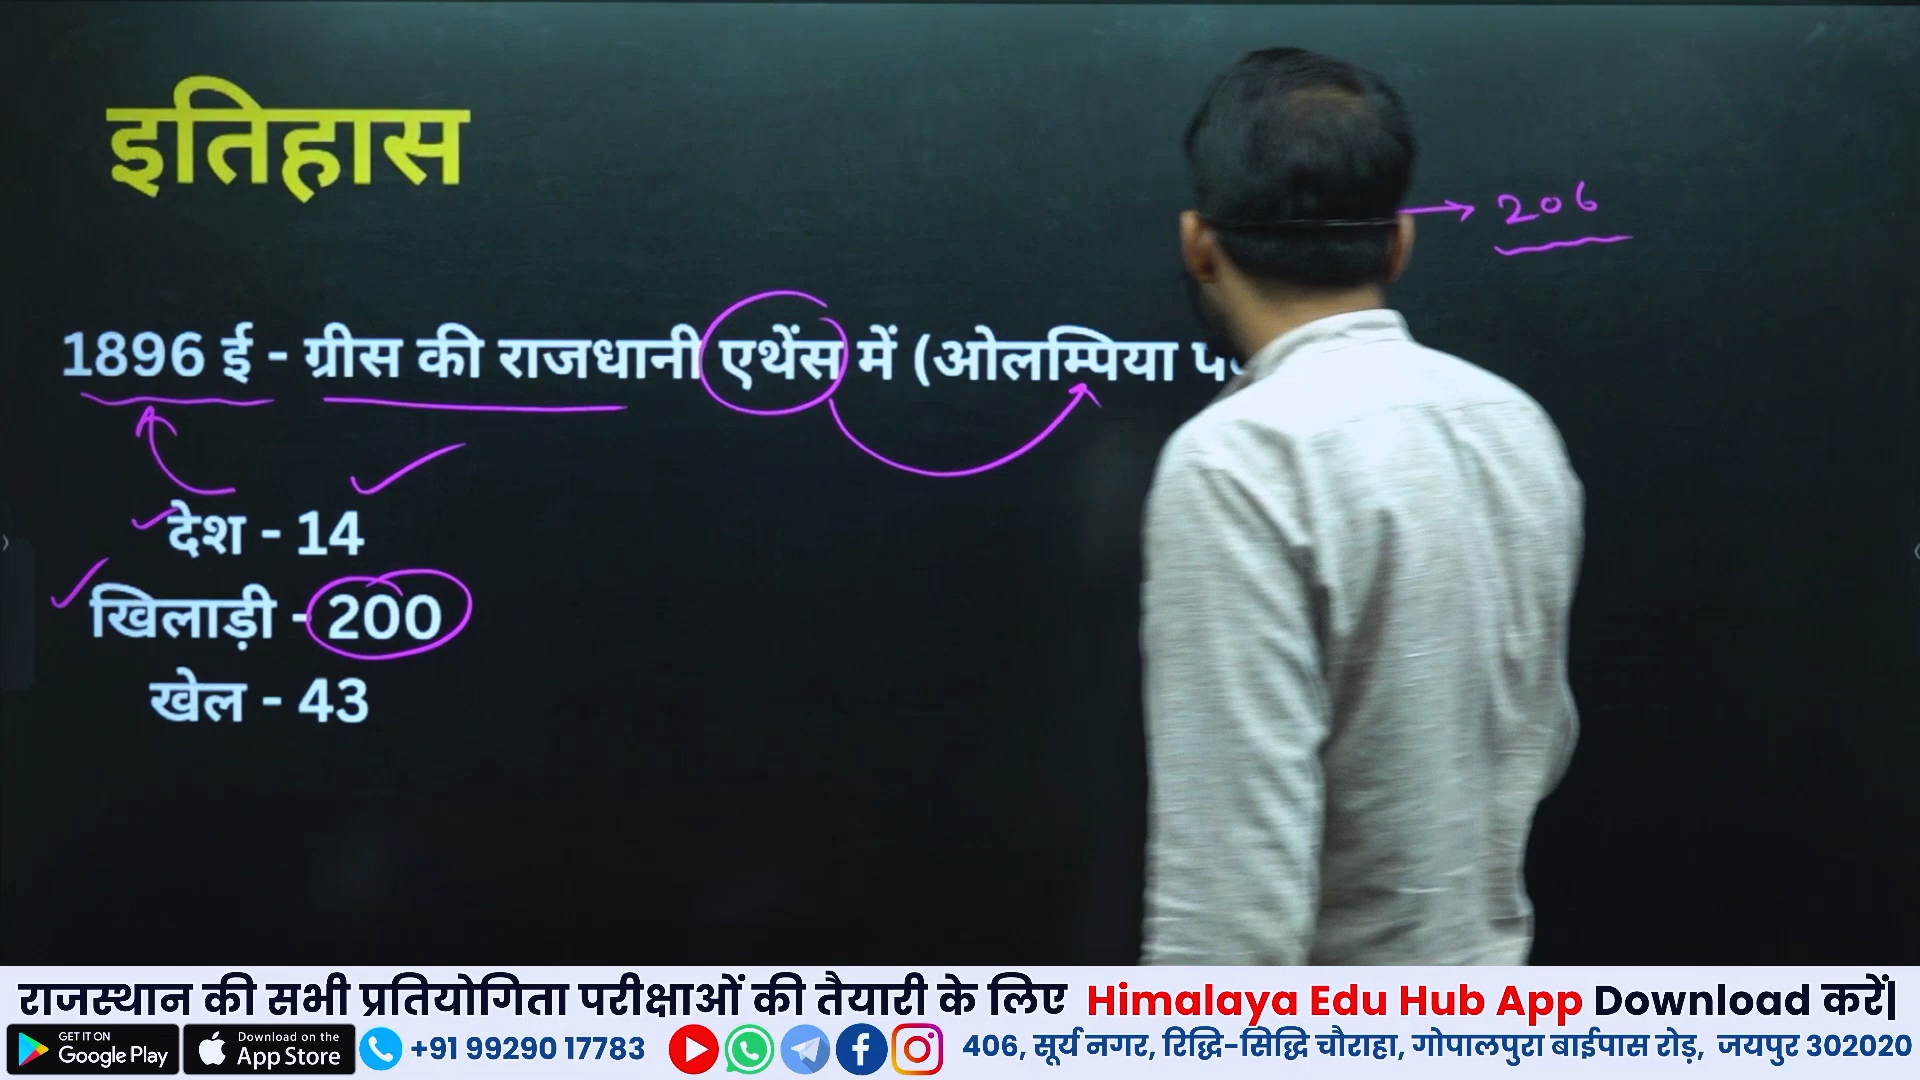 इतिहास
206
1896 ई - ग्रीस की राजधानी एथेंस में (ओलम्पिया
देश - 14
खिलाड़ी - 200
खेल - 43
राजस्थान की सभी प्रतियोगिता परीक्षाओं की तैयारी के लिए Himalaya Edu Hub App Download करें|
GET IT ON Google Play Download on the App Store +91 99290 17783 406, सूर्य नगर, रिद्धि-सिद्धि चौराहा, गोपालपुरा बाईपास रोड़, जयपुर 302020